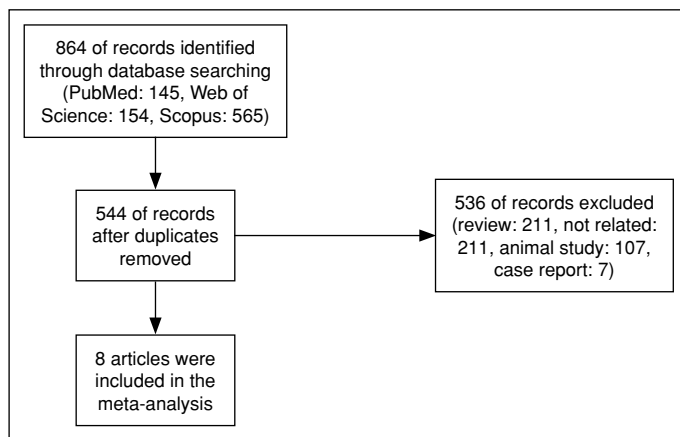 864 of records identified
through database searching
(PubMed: 145, Web of
Science: 154, Scopus: 565)
544 of records
after duplicates
removed
536 of records excluded
(review: 211, not related:
211, animal study: 107,
case report: 7)
8 articles were
included in the
meta-analysis